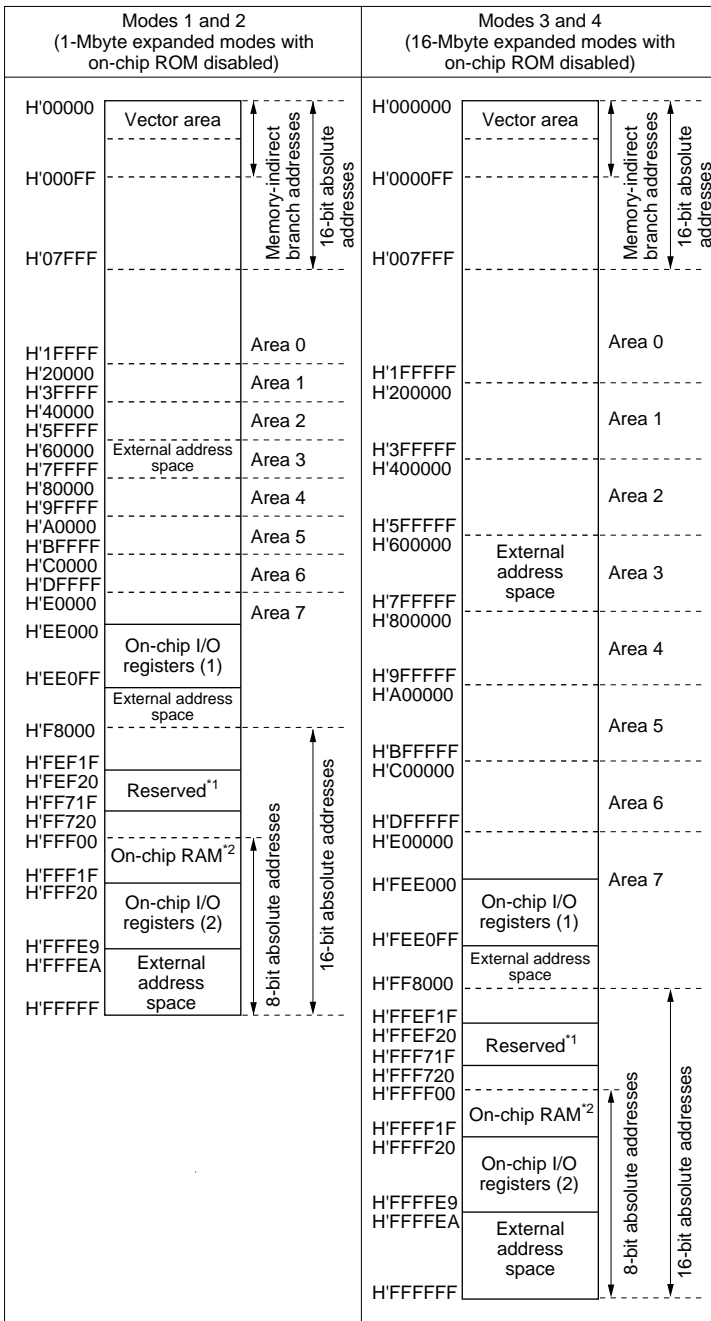 Modes 1 and 2
(1-Mbyte expanded modes with
on-chip ROM disabled)
H'00000
Vector area
H'000FF
H'07FFF
Memory-indirect
branch addresses
16-bit absolute
addresses
Area 0
H'1FFFF
H'20000
Area 1
H'3FFFF
H'40000
Area 2
H'5FFFF
H'60000
External address
space
Area 3
H'7FFFF
H'80000
Area 4
H'9FFFF
H'A0000
Area 5
H'BFFFF
H'C0000
Area 6
H'DFFFF
H'E0000
Area 7
H'EE000
On-chip I/O
registers (1)
H'EE0FF
External address
space
H'F8000
H'FEF1F
H'FEF20
Reserved*1
H'FF71F
H'FF720
H'FFF00
On-chip RAM*2
H'FFF1F
H'FFF20
On-chip I/O
registers (2)
H'FFFE9
H'FFFEA
External
address
space
H'FFFFF
8-bit absolute addresses
16-bit absolute addresses
Modes 3 and 4
(16-Mbyte expanded modes with
on-chip ROM disabled)
H'000000
Vector area
H'0000FF
H'007FFF
Memory-indirect
branch addresses
16-bit absolute
addresses
Area 0
H'1FFFFF
H'200000
Area 1
H'3FFFFF
H'400000
Area 2
H'5FFFFF
H'600000
External
address
space
Area 3
H'7FFFFF
H'800000
Area 4
H'9FFFFF
H'A00000
Area 5
H'BFFFFF
H'C00000
Area 6
H'DFFFFF
H'E00000
Area 7
H'FEE000
On-chip I/O
registers (1)
H'FEE0FF
External address
space
H'FF8000
H'FFEF1F
H'FFEF20
Reserved*1
H'FFF71F
H'FFF720
H'FFFF00
On-chip RAM*2
H'FFFF1F
H'FFFF20
On-chip I/O
registers (2)
H'FFFFE9
H'FFFFEA
External
address
space
H'FFFFFF
8-bit absolute addresses
16-bit absolute addresses